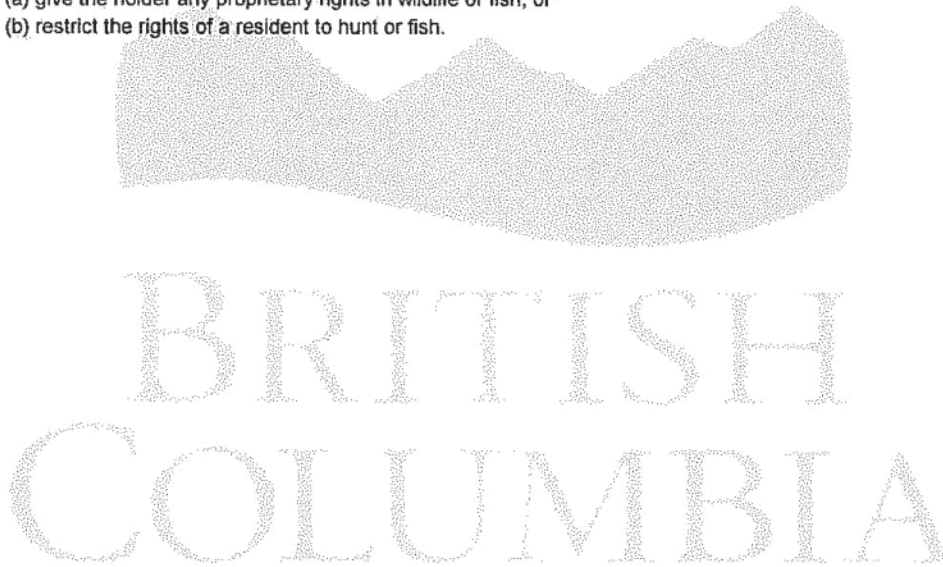 (a) give the holder any proprietary rights in wildlife or fish; or
(b) restrict the rights of a resident to hunt or fish.
BRITISH
COLUMBIA